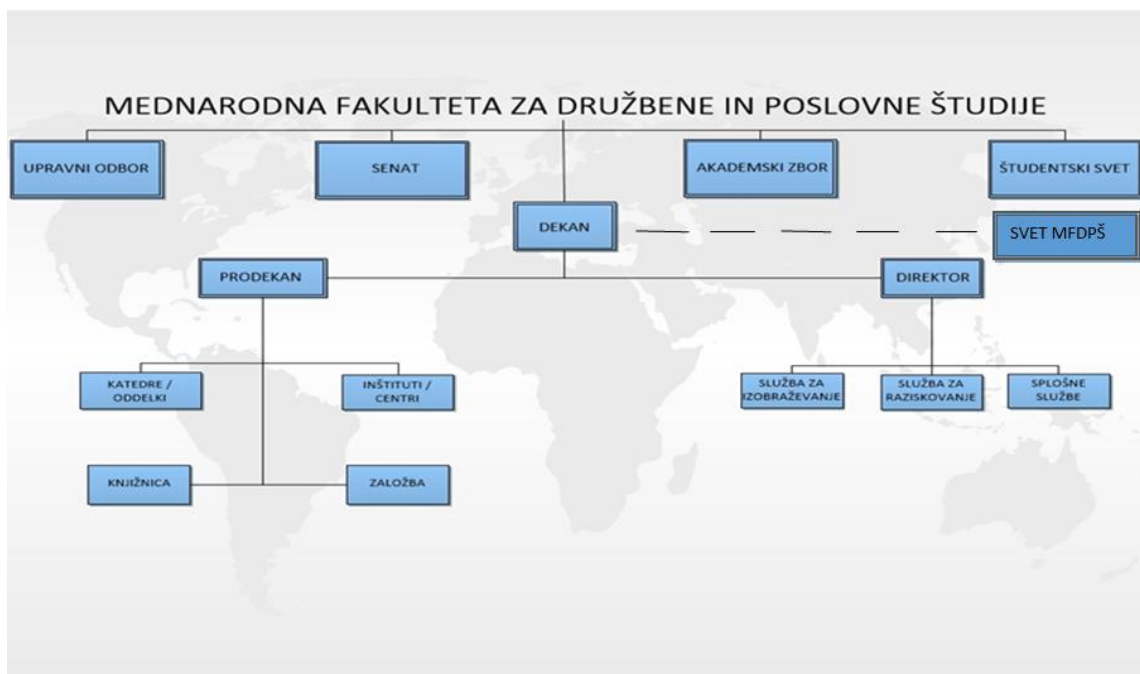 MEDNARODNA FAKULTETA ZA DRUŽBENE IN POSLOVNE ŠTUDIJE
UPRAVNI ODBOR
SENAT
AKADEMSKI ZBOR
ŠTUDENTSKI SVET
DEKAN
SVET MFDPŠ
PRODEKAN
DIREKTOR
KATEDRE /
ODDELKI
INŠTITUTI /
CENTRI
SLUŽBA ZA
IZOBRAŽEVANJE
SLUŽBA ZA
RAZISKOVANJE
SPLOŠNE
SLUŽBE
KNJIŽNICA
ZALOŽBA